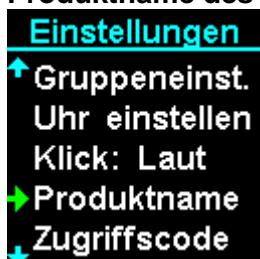 Produktname des
Einstellungen
Gruppeneinst.
Uhr einstellen
Klick: Laut
Produktname
Zugriffscode